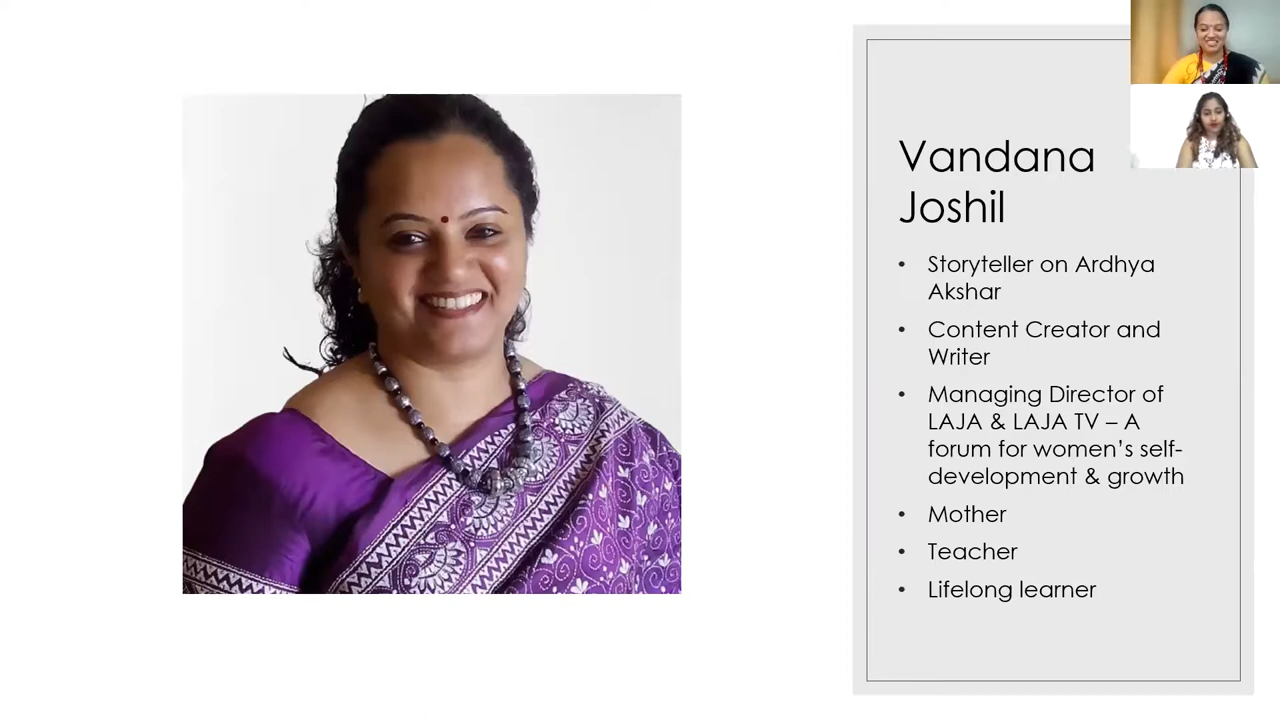 Vandana
Joshil
• Storyteller on Ardhya
Akshar
• Content Creator and
Writer
• Managing Director of
LAJA & LAJA TV – A
forum for women’s self-
development & growth
• Mother
• Teacher
• Lifelong learner